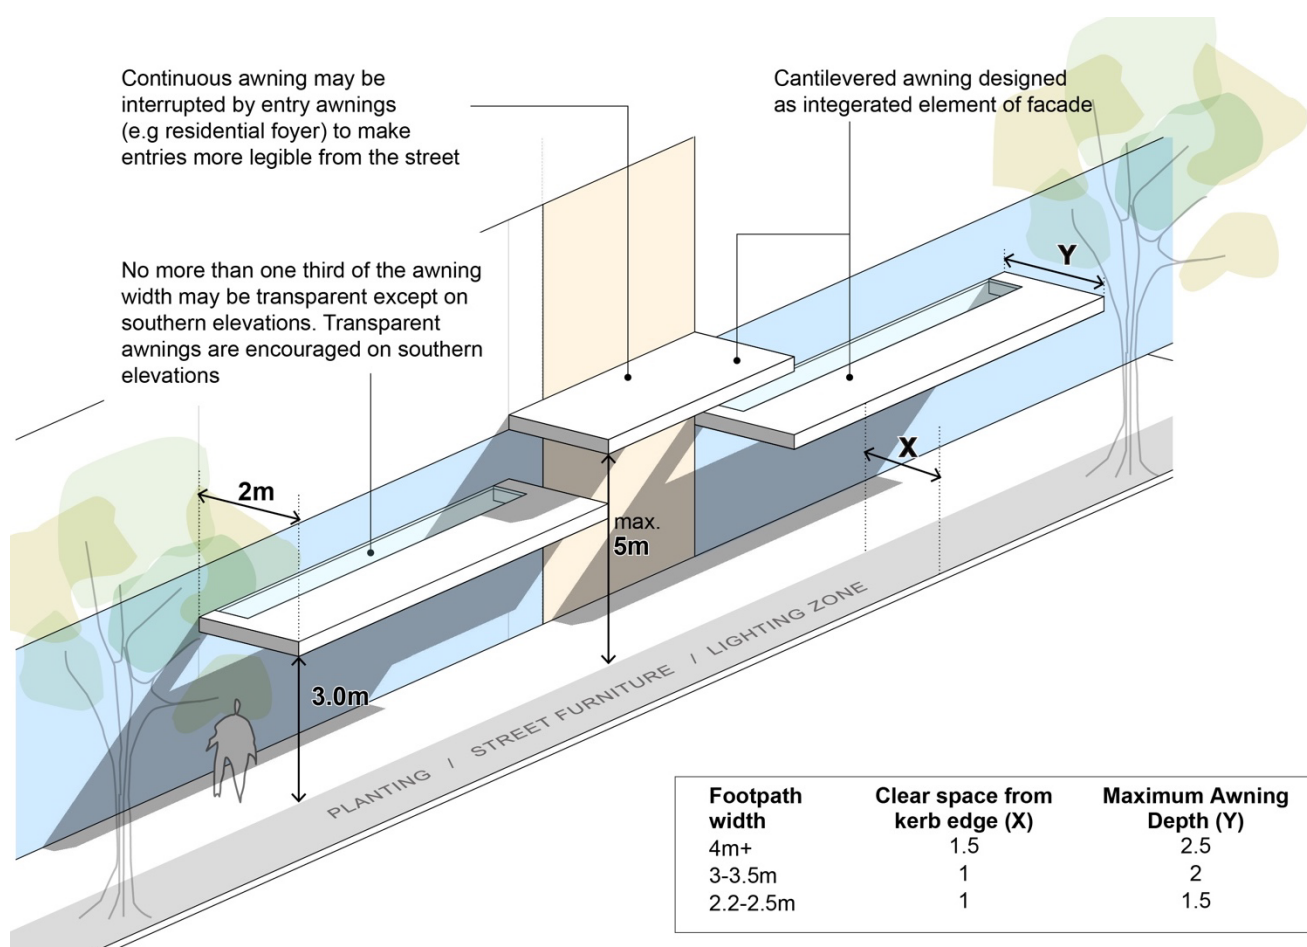 Continuous awning may be
interrupted by entry awnings
(e.g residential foyer) to make
entries more legible from the street
Cantilevered awning designed
as integerated element of facade
No more than one third of the awning
width may be transparent except on
southern elevations. Transparent
awnings are encouraged on southern
elevations
Y
X
2m
max.
5m
3.0m
PLANTING / STREET FURNITURE / LIGHTING ZONE
Footpath width Clear space from kerb edge (X) Maximum Awning Depth (Y)
4m+ 1.5 2.5
3-3.5m 1 2
2.2-2.5m 1 1.5